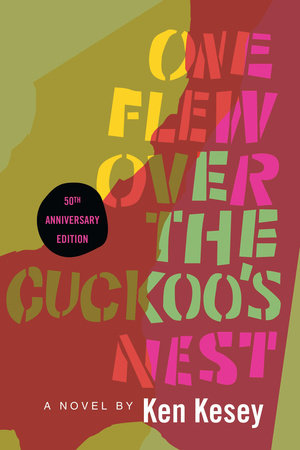 ONE
FLEW
OVER
THE
CUCKOO'S
NEST
50TH
ANNIVERSARY
EDITION
A NOVEL BY Ken Kesey